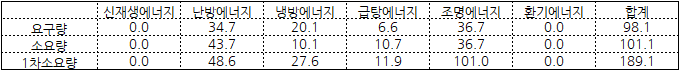 신재생에너지 난방에너지 냉방에너지 급탕에너지 조명에너지 환기에너지 합계
요구량 0.0 34.7 20.1 6.6 36.7 0.0 98.1
소요량 0.0 43.7 10.1 10.7 36.7 0.0 101.1
1차소요량 0.0 48.6 27.6 11.9 101.0 0.0 189.1